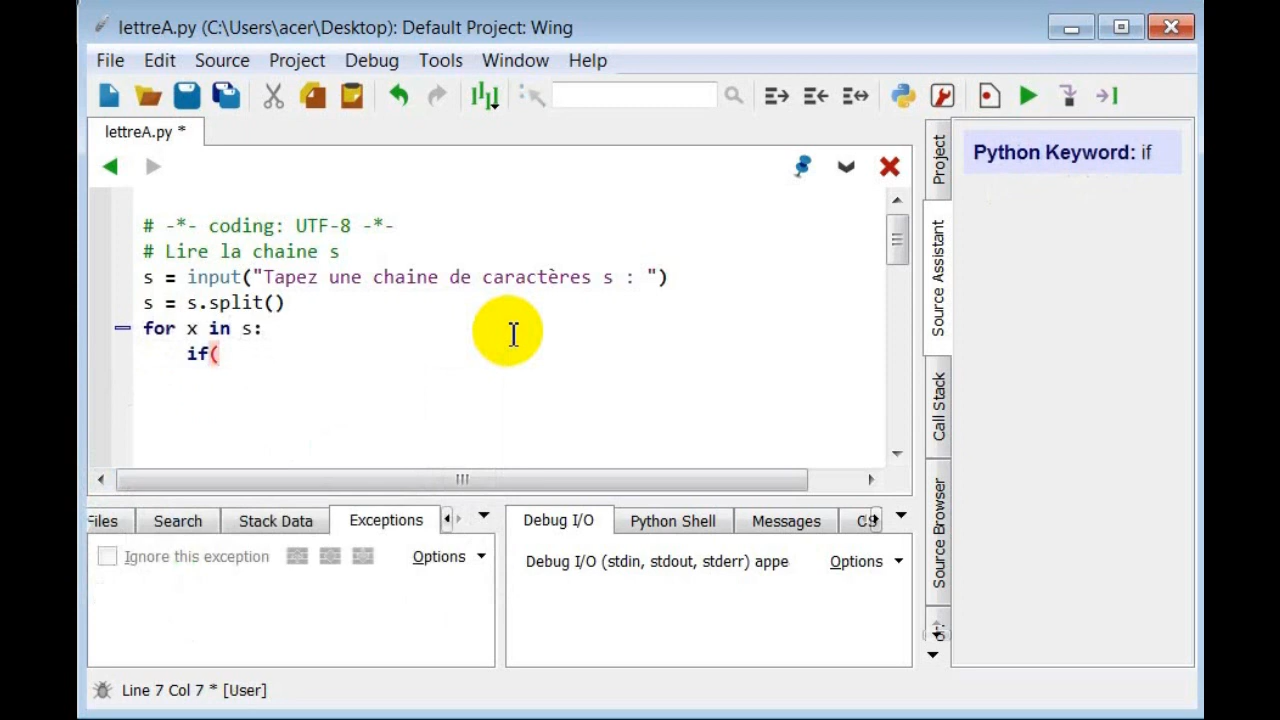 lettreA.py (C:\Users\acer\Desktop): Default Project: Wing
File Edit Source Project Debug Tools Window Help
lettreA.py *
# -*- coding: UTF-8 -*-
# Lire la chaine s
s = input("Tapez une chaine de caractères s : ")
s = s.split()
for x in s:
if(
Project
Source Assistant
Call Stack
Source Browser
Python Keyword: if
Files Search Stack Data Exceptions
Ignore this exception Options
Debug I/O Python Shell Messages
Debug I/O (stdin, stdout, stderr) appe Options
Line 7 Col 7 * [User]